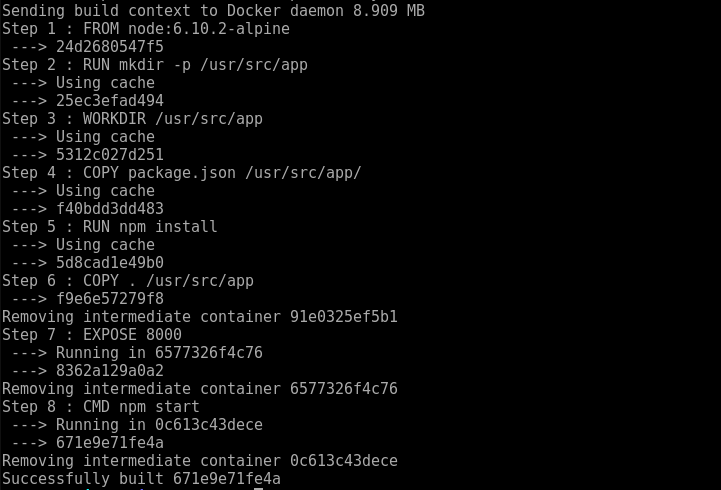 Sending build context to Docker daemon 8.909 MB
Step 1 : FROM node:6.10.2-alpine
 ---> 24d2680547f5
Step 2 : RUN mkdir -p /usr/src/app
 ---> Using cache
 ---> 25ec3efad494
Step 3 : WORKDIR /usr/src/app
 ---> Using cache
 ---> 5312c027d251
Step 4 : COPY package.json /usr/src/app/
 ---> Using cache
 ---> f40bdd3dd483
Step 5 : RUN npm install
 ---> Using cache
 ---> 5d8cad1e49b0
Step 6 : COPY . /usr/src/app
 ---> f9e6e57279f8
Removing intermediate container 91e0325ef5b1
Step 7 : EXPOSE 8000
 ---> Running in 6577326f4c76
 ---> 8362a129a0a2
Removing intermediate container 6577326f4c76
Step 8 : CMD npm start
 ---> Running in 0c613c43dece
 ---> 671e9e71fe4a
Removing intermediate container 0c613c43dece
Successfully built 671e9e71fe4a